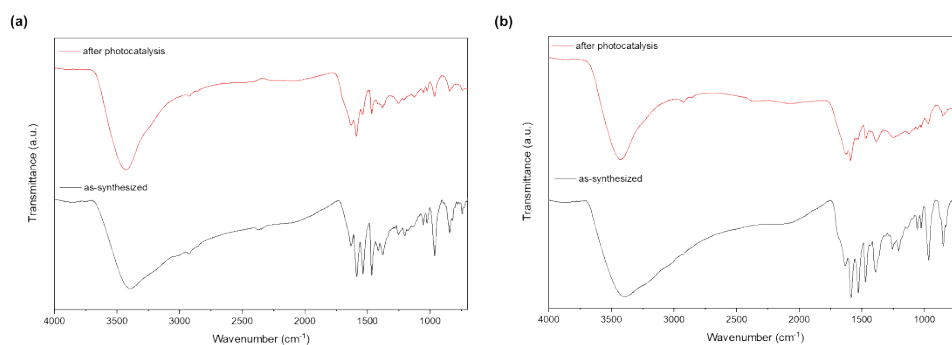 (a)
after photocatalysis
as-synthesized
Transmittance (a.u.)
4000 3500 3000 2500 2000 1500 1000
Wavenumber (cm⁻¹)
(b)
after photocatalysis
as-synthesized
Transmittance (a.u.)
4000 3500 3000 2500 2000 1500 1000
Wavenumber (cm⁻¹)